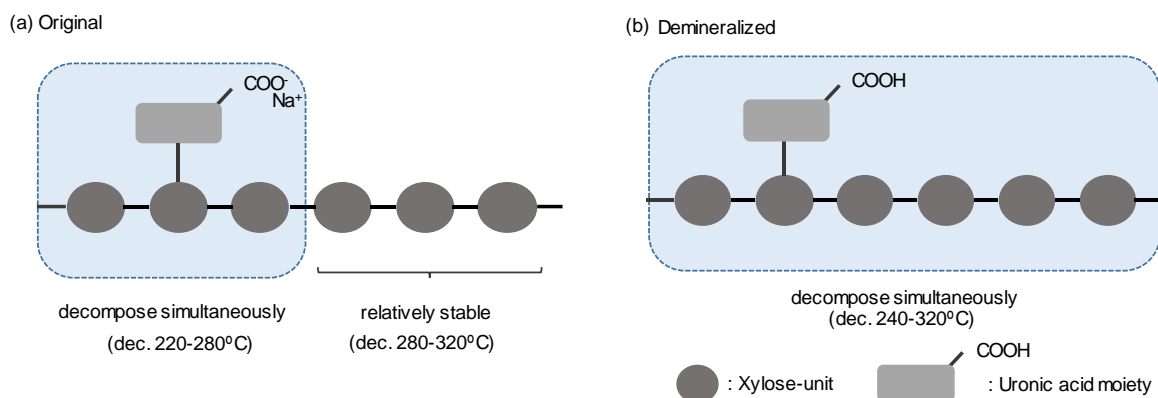 (a) Original
COO-
Na+
decompose simultaneously
(dec. 220-280ºC)
relatively stable
(dec. 280-320ºC)
(b) Demineralized
COOH
decompose simultaneously
(dec. 240-320ºC)
: Xylose-unit
COOH
: Uronic acid moiety